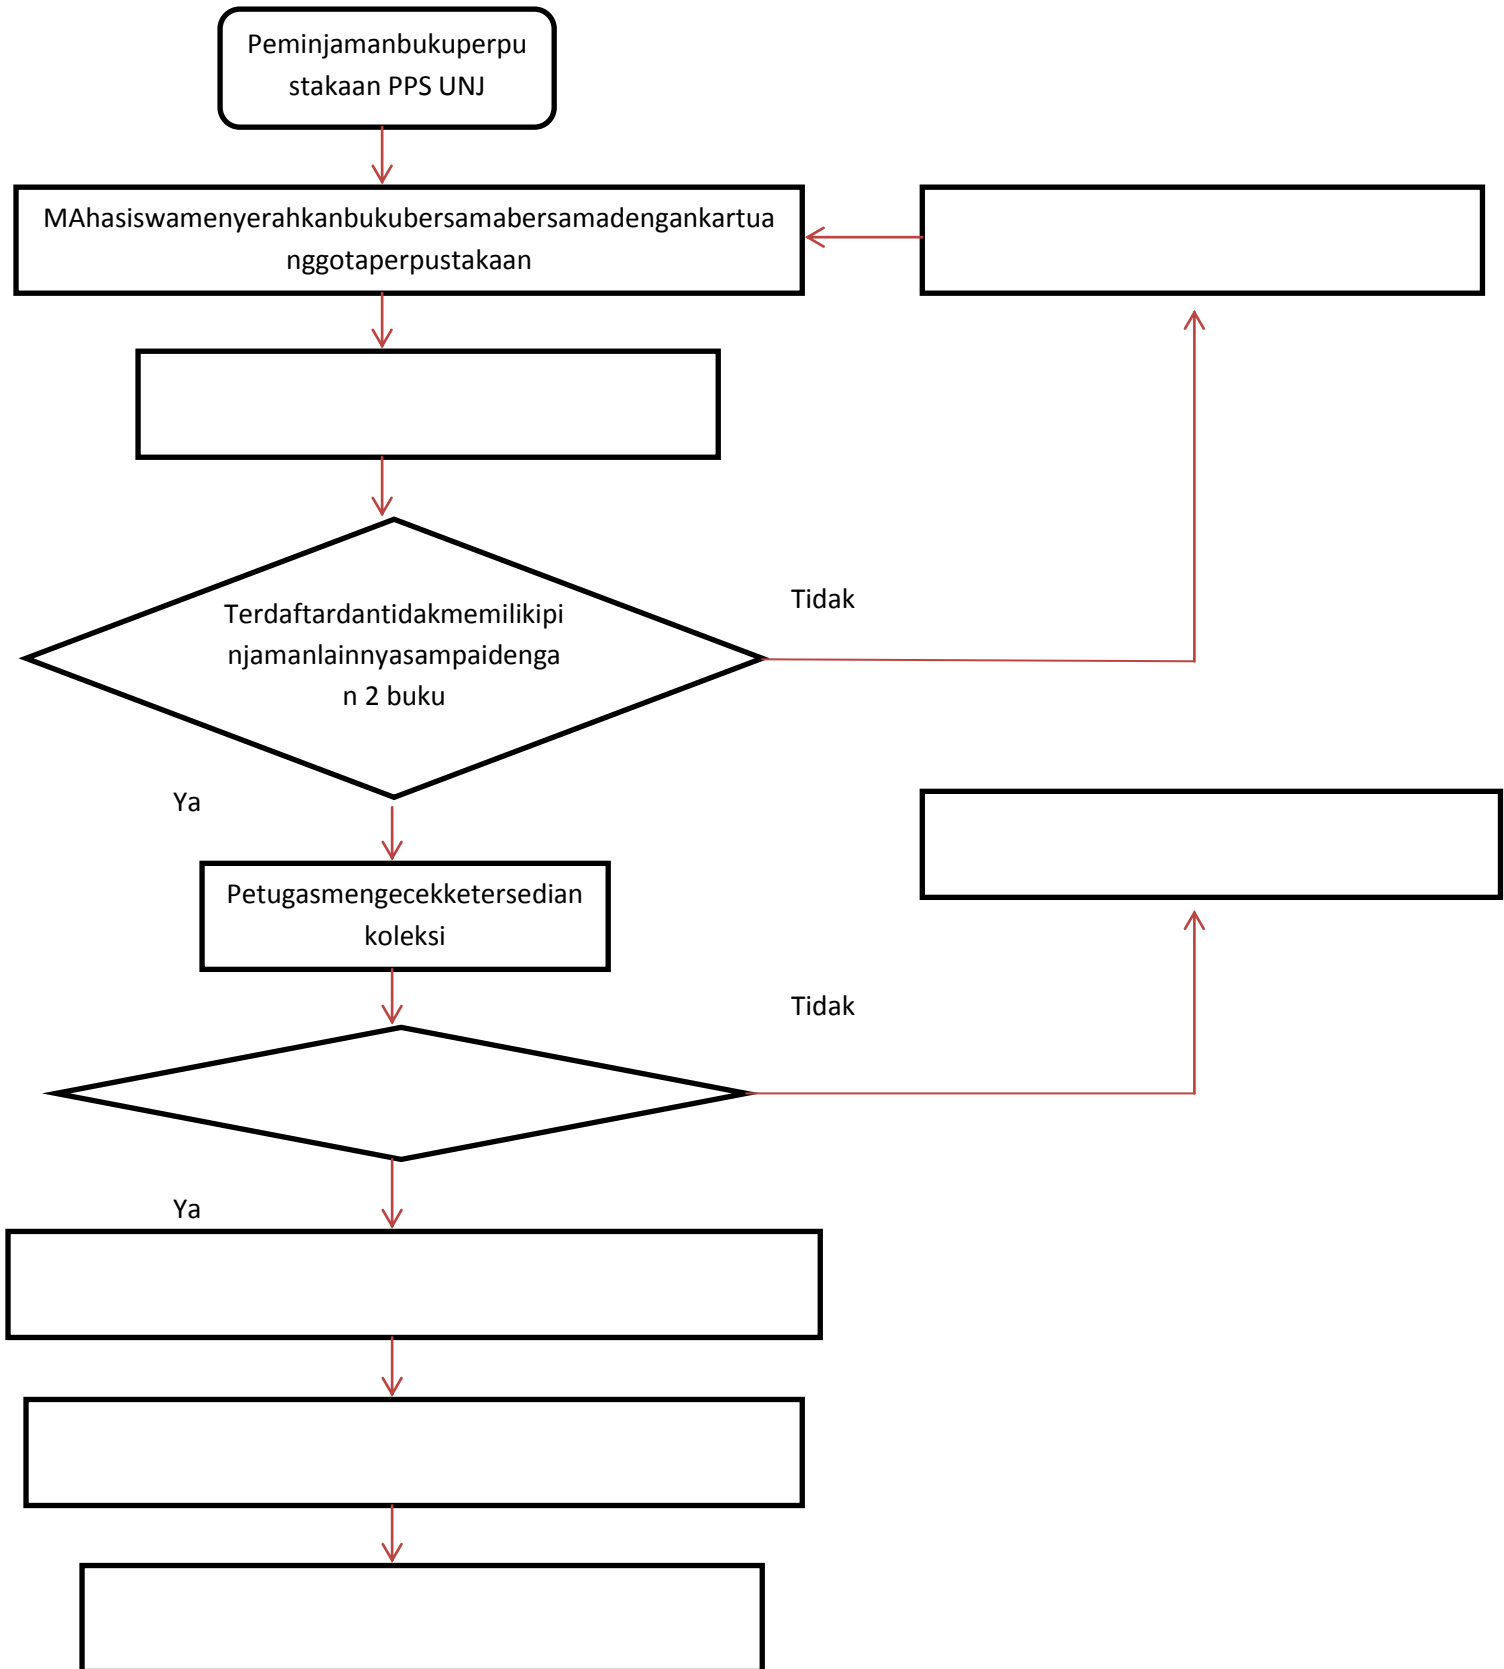 Peminjamanbukuperpu
stakaan PPS UNJ
MAhasiswamenyerahkanbukubersamabersamadengankartua
nggotaperpustakaan
Terdaftardantidakmemilikipi
njamanlainnyasampaidenga
n 2 buku
Tidak
Ya
Petugasmengecekketersedian
koleksi
Tidak
Ya